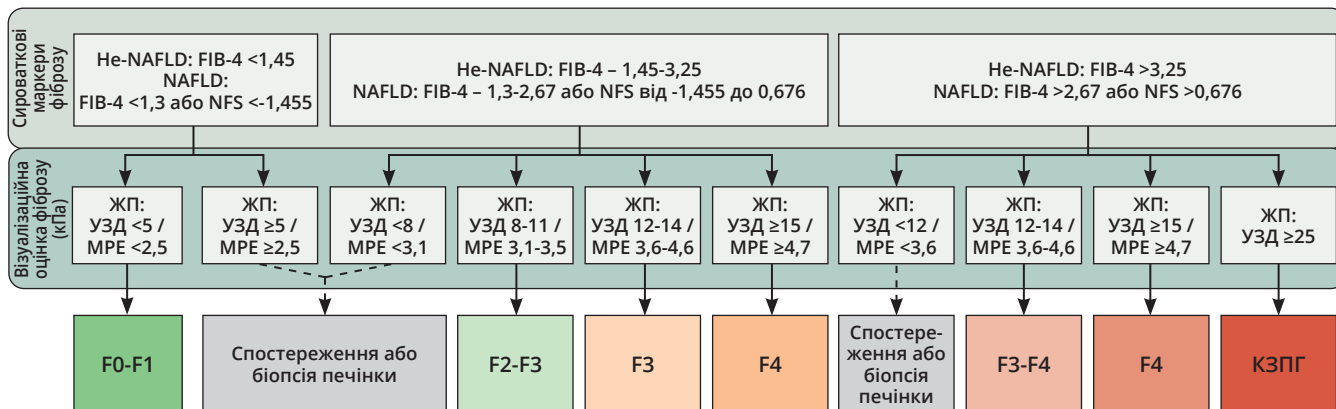 Сироваткові
маркери
фіброзу
Не-NAFLD: FIB-4 <1,45
NAFLD:
FIB-4 <1,3 або NFS <-1,455
Не-NAFLD: FIB-4 – 1,45-3,25
NAFLD: FIB-4 – 1,3-2,67 або NFS від -1,455 до 0,676
Не-NAFLD: FIB-4 >3,25
NAFLD: FIB-4 >2,67 або NFS >0,676
Візуалізаційна
оцінка фіброзу
(кПа)
ЖП:
УЗД <5 /
МРЕ <2,5
ЖП:
УЗД ≥5 /
МРЕ ≥2,5
ЖП:
УЗД <8 /
МРЕ <3,1
ЖП:
УЗД 8-11 /
МРЕ 3,1-3,5
ЖП:
УЗД 12-14 /
МРЕ 3,6-4,6
ЖП:
УЗД ≥15 /
МРЕ ≥4,7
ЖП:
УЗД <12 /
МРЕ <3,6
ЖП:
УЗД 12-14 /
МРЕ 3,6-4,6
ЖП:
УЗД ≥15 /
МРЕ ≥4,7
ЖП:
УЗД ≥25
F0-F1
Спостереження або
біопсія печінки
F2-F3
F3
F4
Спостере-
ження або
біопсія
печінки
F3-F4
F4
КЗПГ